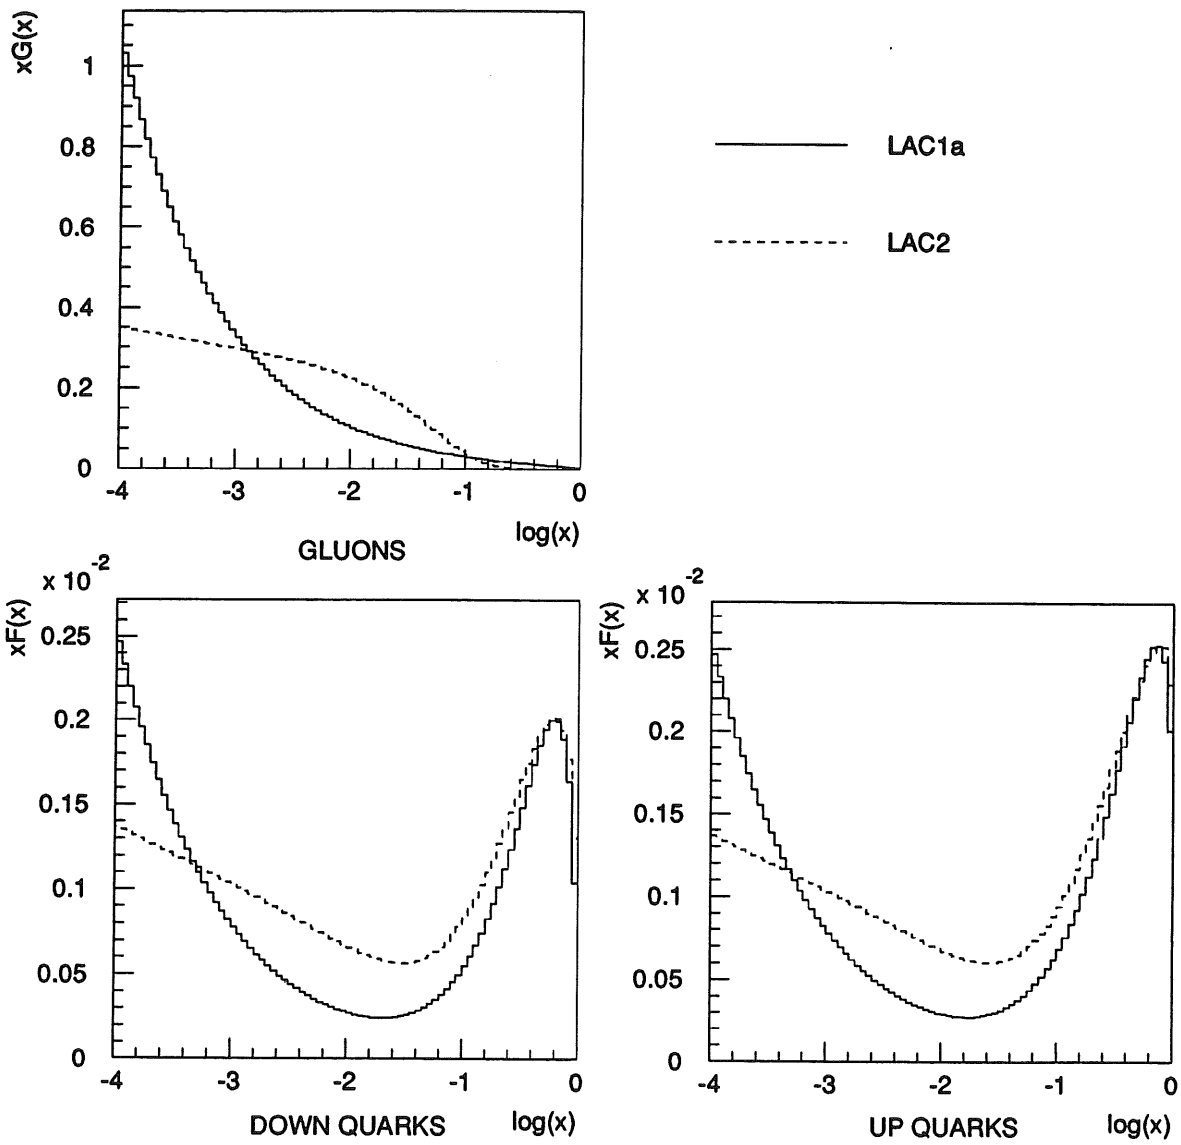 xG(x)
1
0.8
0.6
0.4
0.2
0
-4 -3 -2 -1 0
log(x)
GLUONS
LAC1a
LAC2
x 10^-2
xF(x)
0.25
0.2
0.15
0.1
0.05
0
-4 -3 -2 -1 0
DOWN QUARKS log(x)
x 10^-2
xF(x)
0.25
0.2
0.15
0.1
0.05
0
-4 -3 -2 -1 0
UP QUARKS log(x)